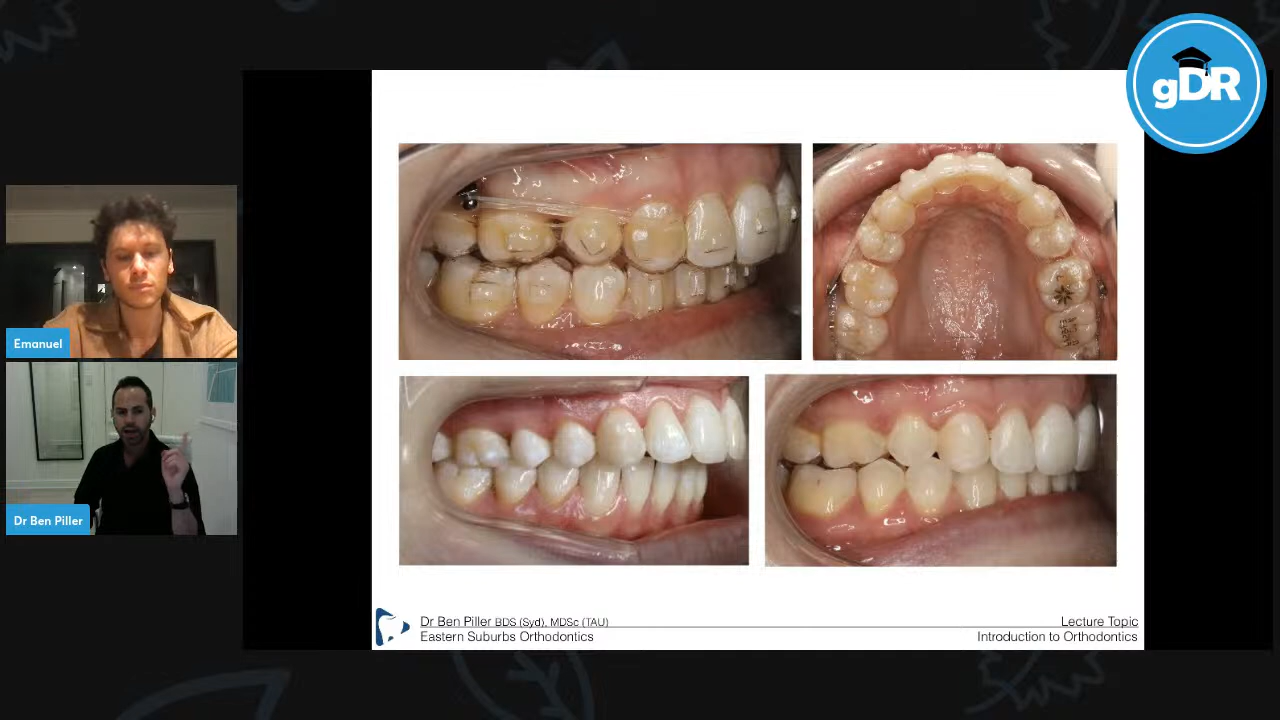 gDR
Emanuel
Dr Ben Piller
Dr Ben Piller BDS (Syd), MDSc (TAU)
Eastern Suburbs Orthodontics
Lecture Topic
Introduction to Orthodontics